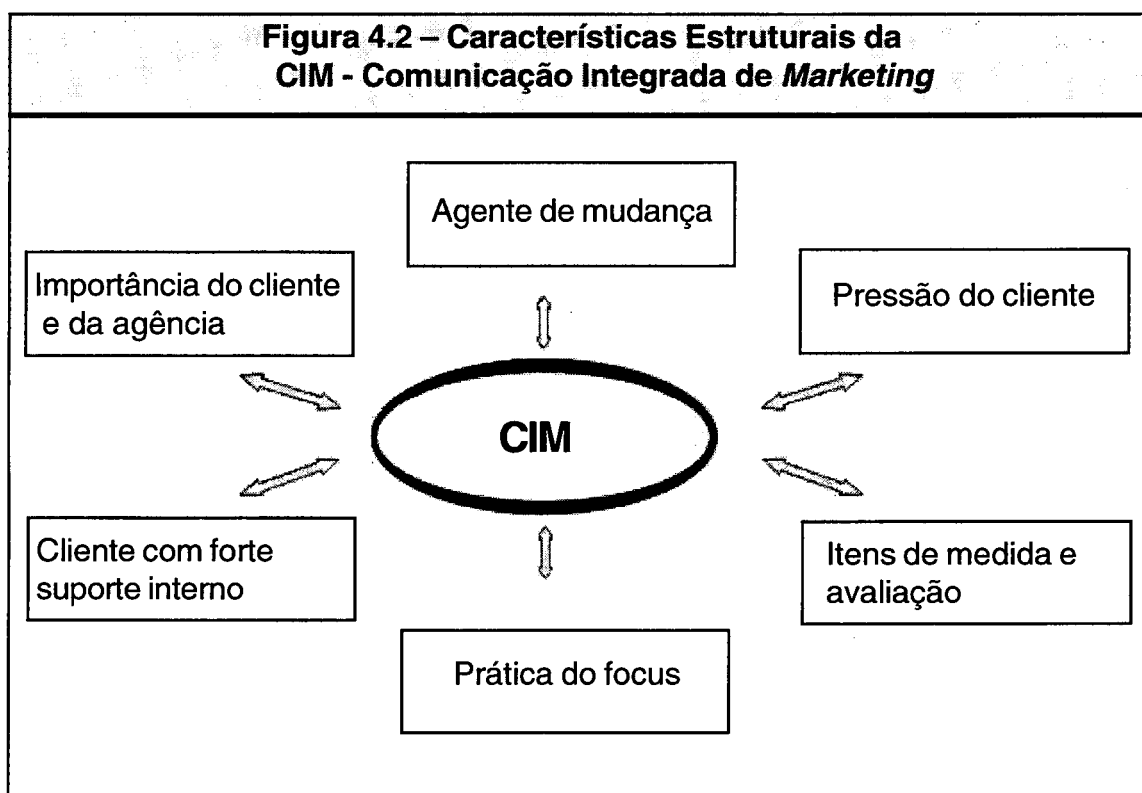 Figura 4.2 – Características Estruturais da
CIM - Comunicação Integrada de Marketing
Agente de mudança
Importância do cliente
e da agência
Pressão do cliente
CIM
Cliente com forte
suporte interno
Itens de medida e
avaliação
Prática do focus